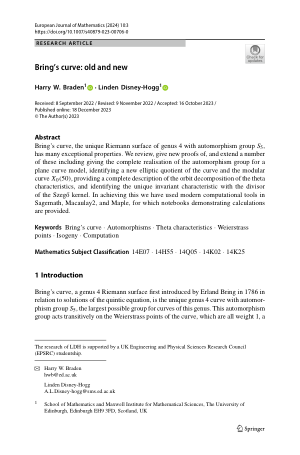 European Journal of Mathematics (2024) 10:3
https://doi.org/10.1007/s40879-023-00706-0
RESEARCH ARTICLE
Check for updates
Bring's curve: old and new
Harry W. Braden1 · Linden Disney-Hogg1
Received: 8 September 2022 / Revised: 9 November 2022 / Accepted: 16 October 2023 /
Published online: 18 December 2023
© The Author(s) 2023
Abstract
Bring's curve, the unique Riemann surface of genus 4 with automorphism group S5,
has many exceptional properties. We review, give new proofs of, and extend a number
of these including giving the complete realisation of the automorphism group for a
plane curve model, identifying a new elliptic quotient of the curve and the modular
curve X0(50), providing a complete description of the orbit decomposition of the theta
characteristics, and identifying the unique invariant characteristic with the divisor
of the Szegő kernel. In achieving this we have used modern computational tools in
Sagemath, Macaulay2, and Maple, for which notebooks demonstrating calculations
are provided.
Keywords Bring's curve · Automorphisms · Theta characteristics · Weierstrass
points · Isogeny · Computation
Mathematics Subject Classification 14E07 · 14H55 · 14Q05 · 14K02 · 14K25
1 Introduction
Bring's curve, a genus 4 Riemann surface first introduced by Erland Bring in 1786 in
relation to solutions of the quintic equation, is the unique genus 4 curve with automor-
phism group S5, the largest possible group for curves of this genus. This automorphism
group acts transitively on the Weierstrass points of the curve, which are all weight 1, a
The research of LDH is supported by a UK Engineering and Physical Sciences Research Council
(EPSRC) studentship.
Harry W. Braden
hwb@ed.ac.uk
Linden Disney-Hogg
A.L.Disney-hogg@sms.ed.ac.uk
1 School of Mathematics and Maxwell Institute for Mathematical Sciences, The University of
Edinburgh, Edinburgh EH9 3FD, Scotland, UK
Springer